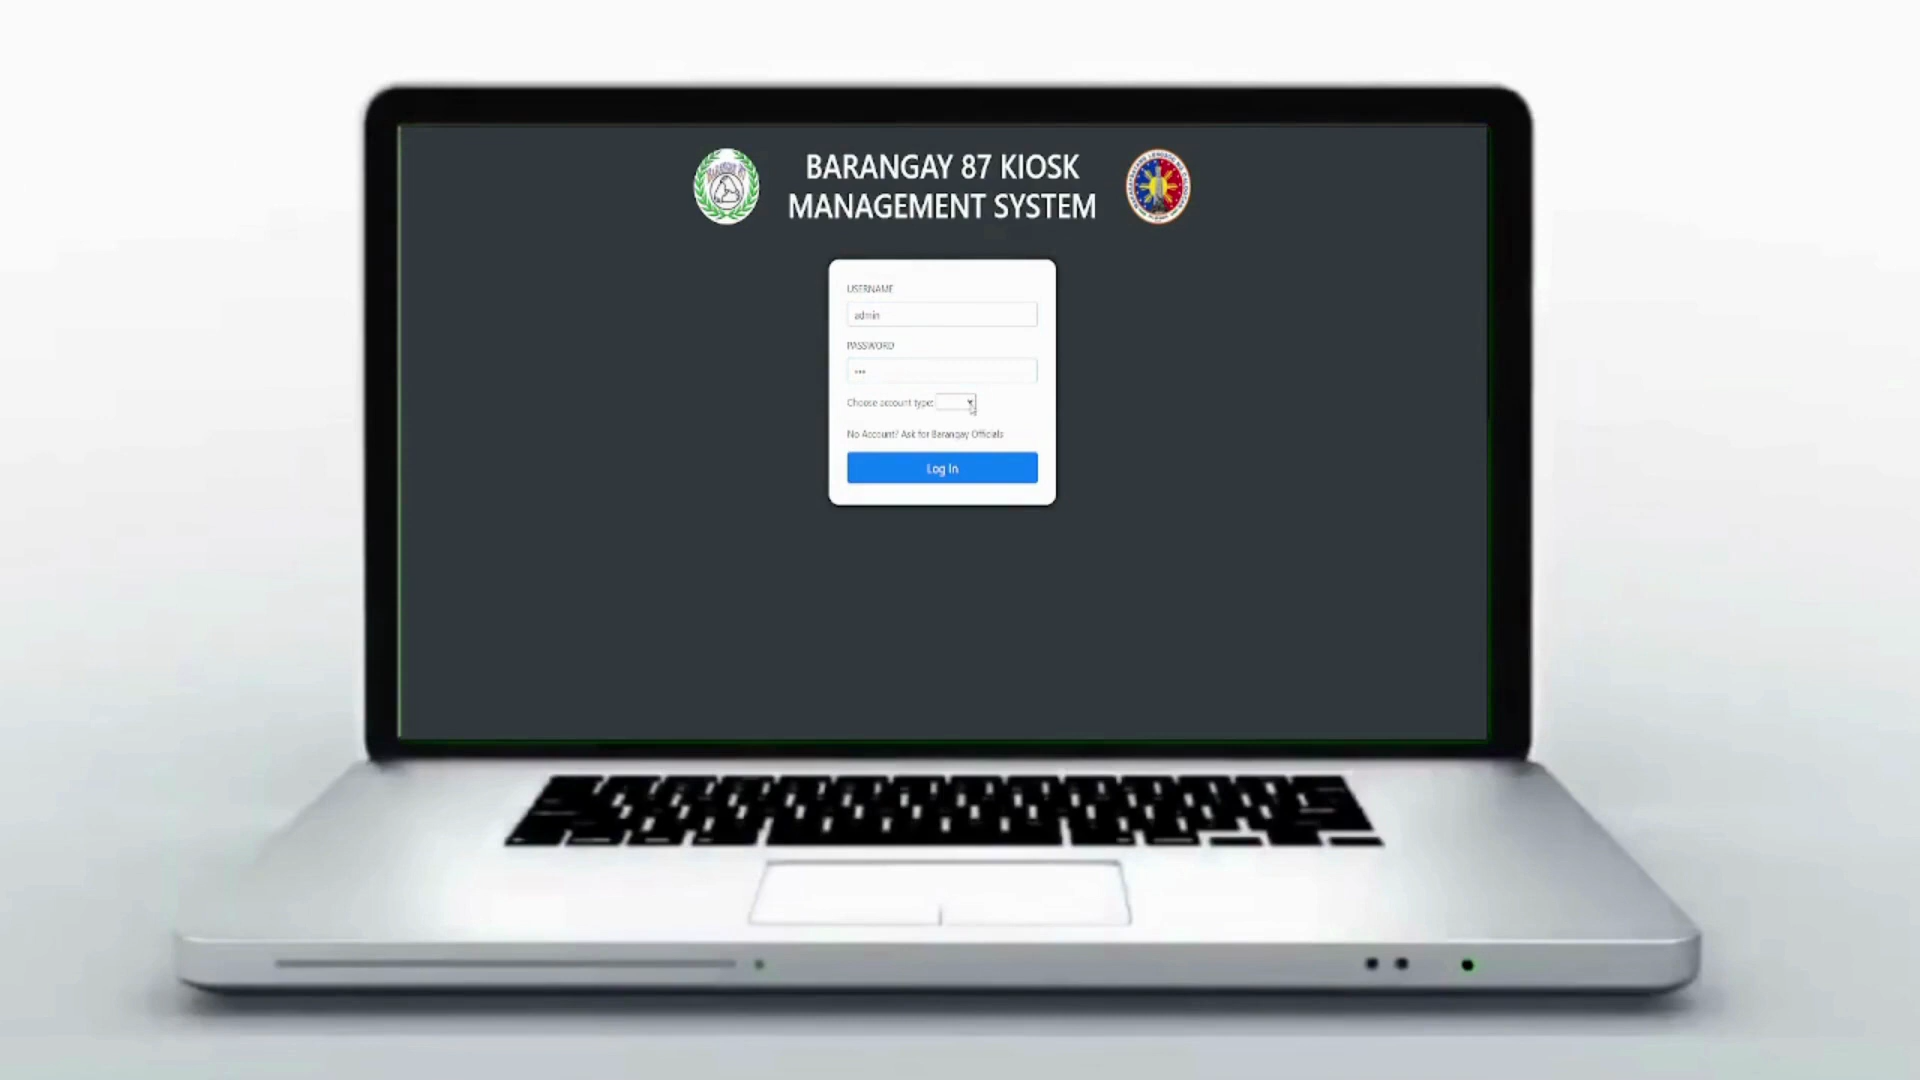 BARANGAY 87 KIOSK
MANAGEMENT SYSTEM
USERNAME
admin
PASSWORD
•••
Choose account type:
No Account? Ask for Barangay Officials
Log In